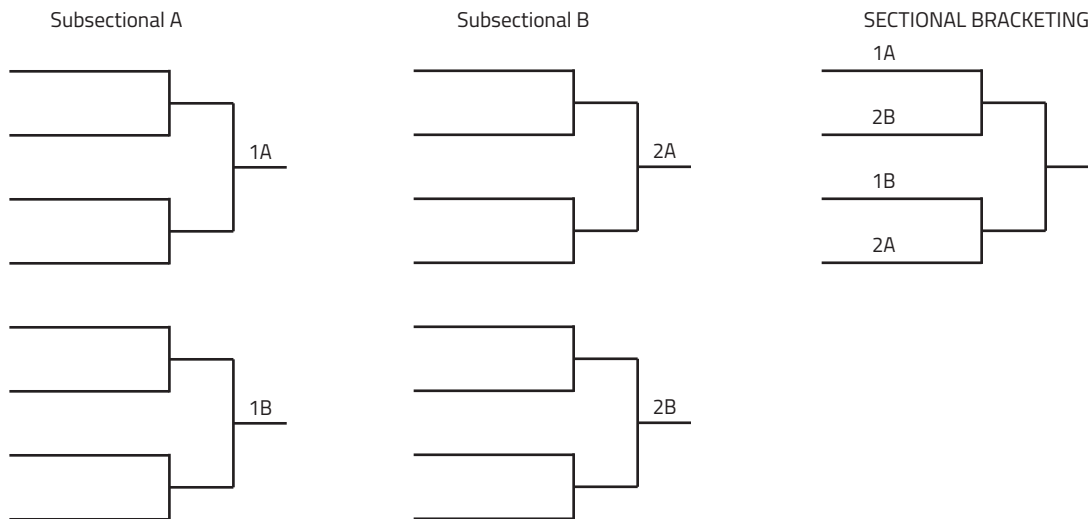 Subsectional A
Subsectional B
SECTIONAL BRACKETING
1A
2B
1B
2A
1A
2A
1B
2B